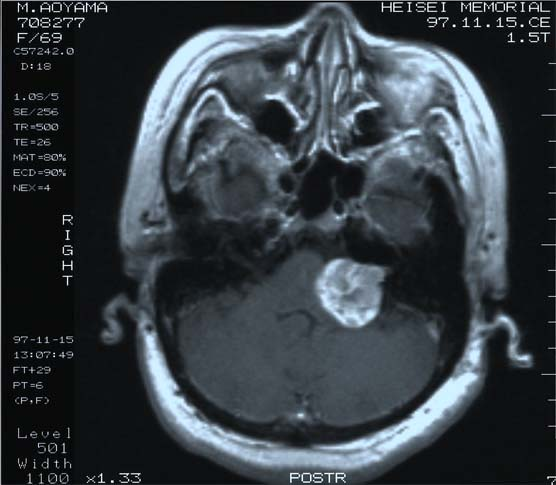 M.AOYAMA
708277
F/69
C57242.0
D:18
HEISEI MEMORIAL
97.11.15.CE
1.5T
1.0S/5
SE/256
TR=500
TE=26
MAT=80%
ECD=90%
NEX=4
RIGHT
97-11-15
13:07:49
FT+29
PT=6
(P,F)
Level
501
Width
1100
x1.33
POSTR